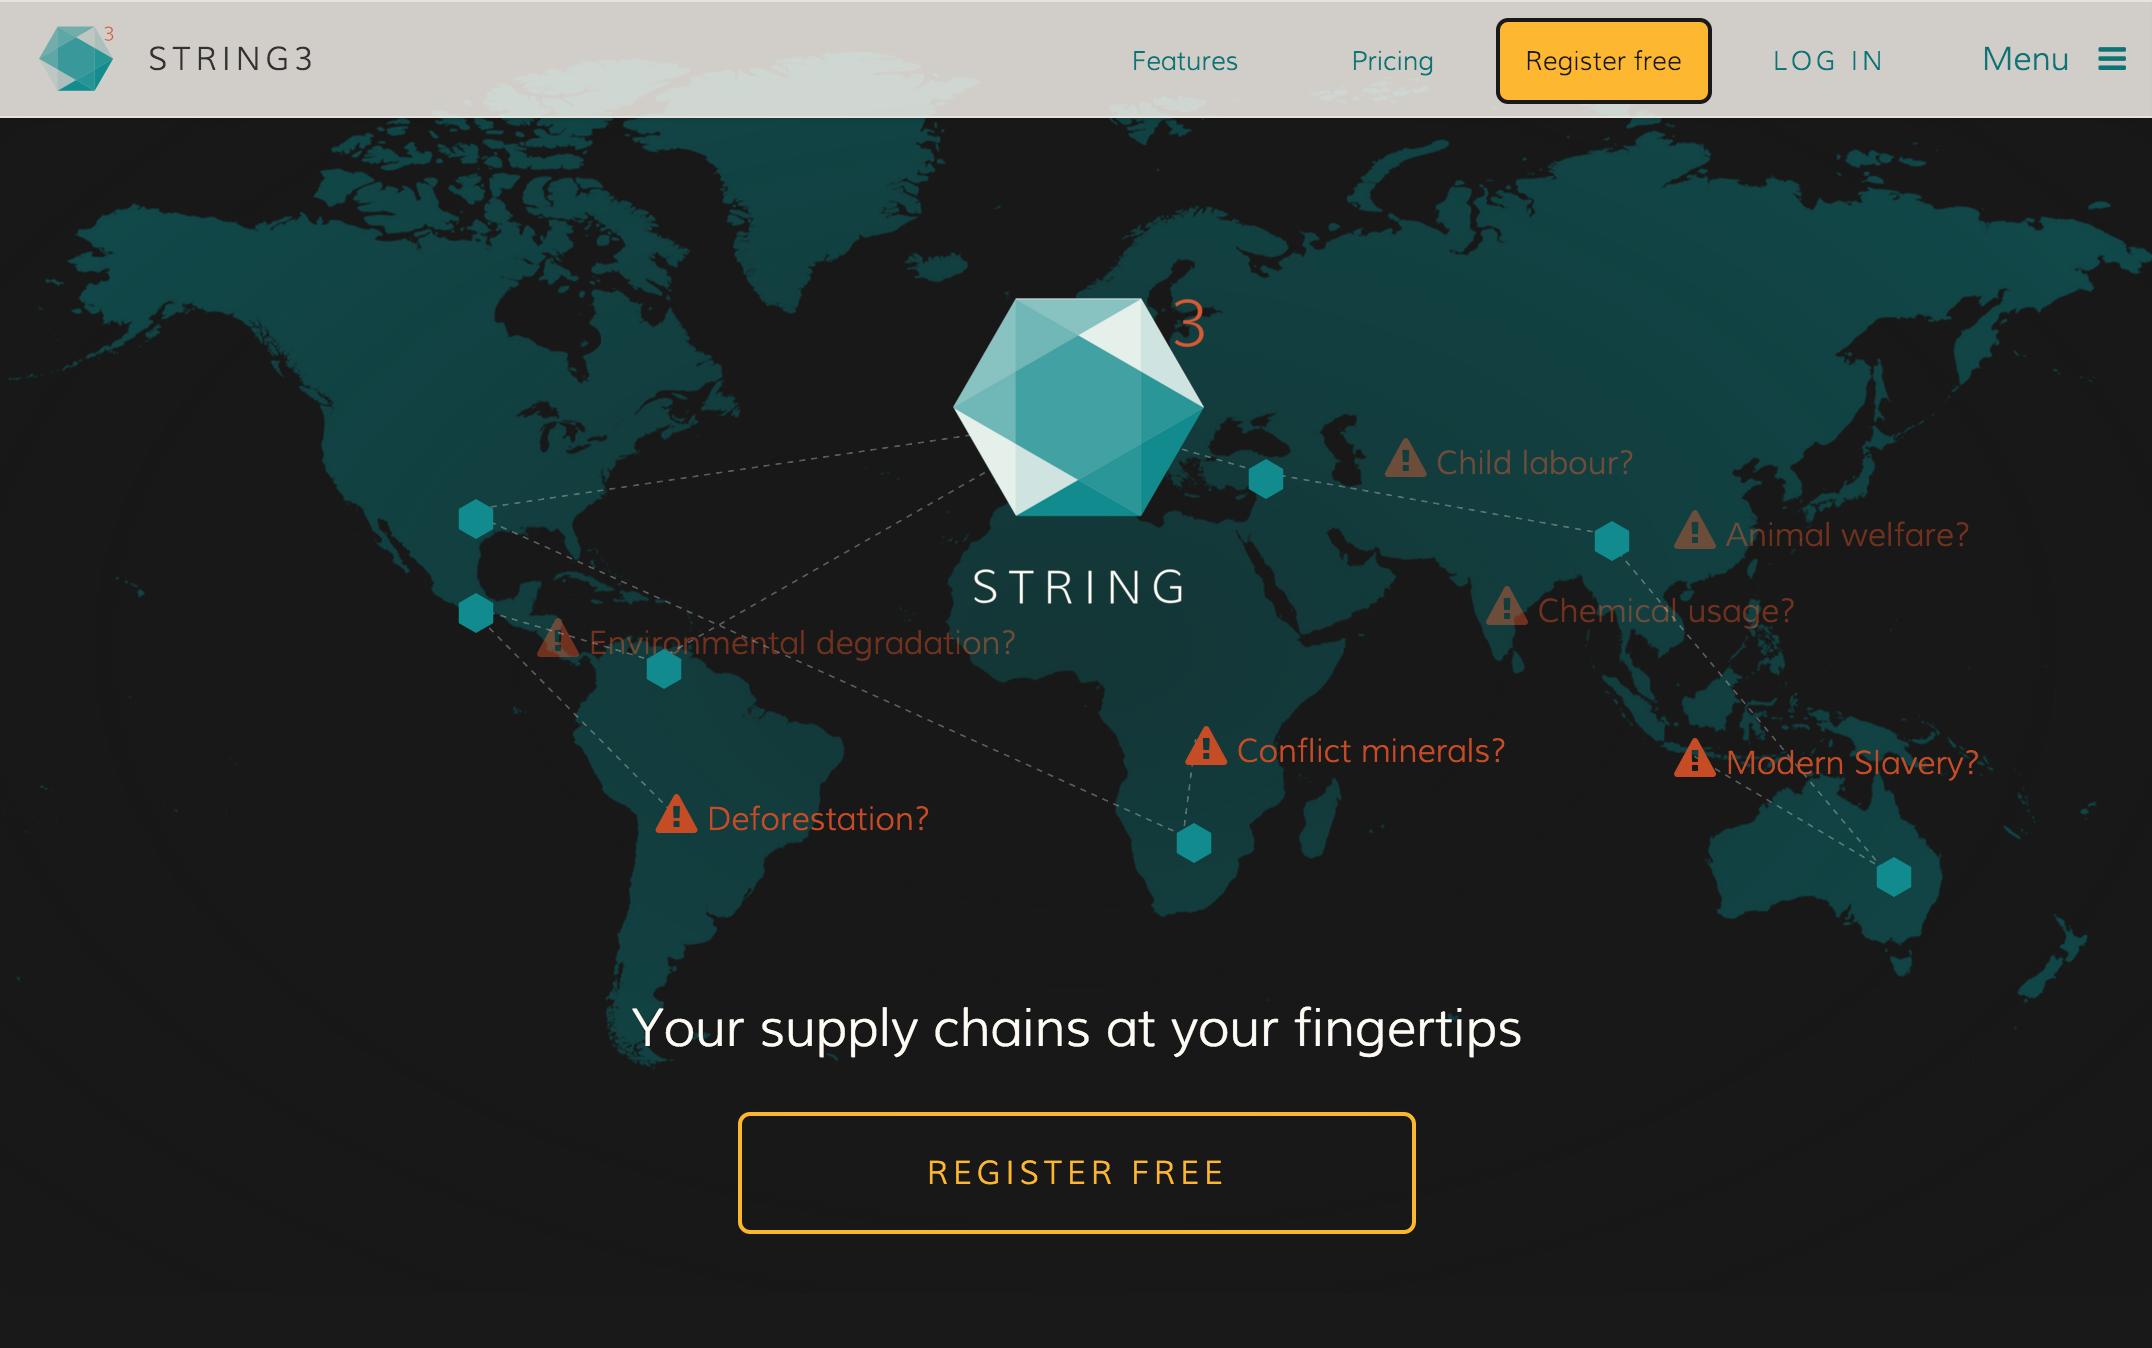 3
STRING3
Features
Pricing
Register free
LOG IN
Menu
3
Child labour?
Animal welfare?
STRING
Chemical usage?
Environmental degradation?
Conflict minerals?
Modern Slavery?
Deforestation?
Your supply chains at your fingertips
REGISTER FREE